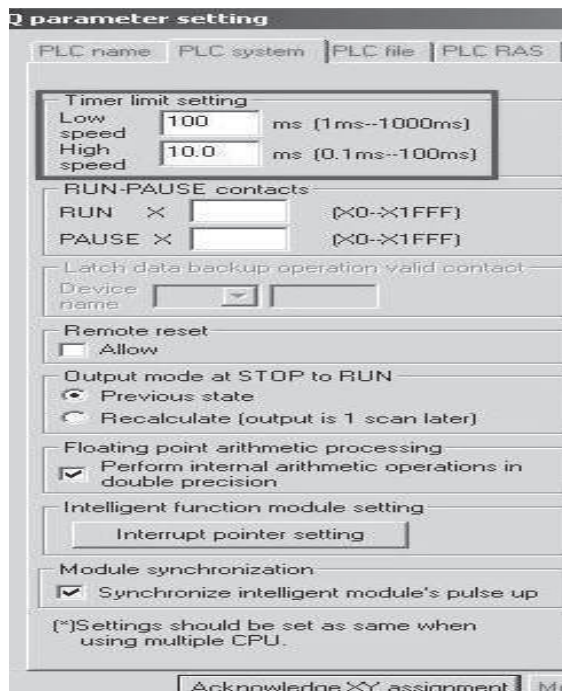 Q parameter setting
PLC name PLC system PLC file PLC RAS
Timer limit setting
Low speed 100 ms (1ms--1000ms)
High speed 10.0 ms (0.1ms--100ms)
RUN-PAUSE contacts
RUN X (X0--X1FFF)
PAUSE X (X0--X1FFF)
Latch data backup operation valid contact
Device name
Remote reset
Allow
Output mode at STOP to RUN
Previous state
Recalculate (output is 1 scan later)
Floating point arithmetic processing
Perform internal arithmetic operations in
double precision
Intelligent function module setting
Interrupt pointer setting
Module synchronization
Synchronize intelligent module's pulse up
(*)Settings should be set as same when
using multiple CPU.
Acknowledge XY assignment